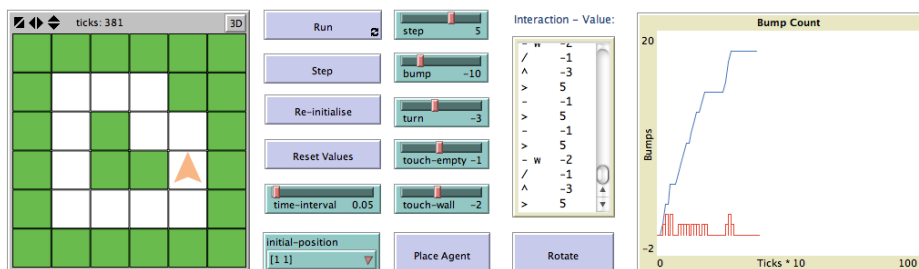 ticks: 381
3D
Run
Step
Re-initialise
Reset Values
time-interval 0.05
initial-position
[1 1]
step 5
bump -10
turn -3
touch-empty -1
touch-wall -2
Place Agent
Interaction - Value:
- w -2
/ -1
^ -3
> 5
- -1
> 5
- -1
> 5
- w -2
/ -1
^ -3
> 5
Rotate
Bump Count
20
Bumps
-2
0
Ticks * 10
100